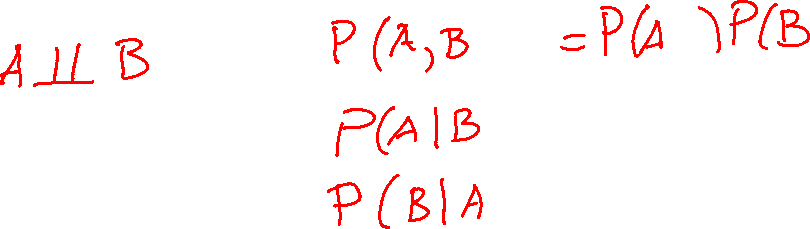 A ⫫ B P(A,B =P(A )P(B
P(A|B
P(B|A